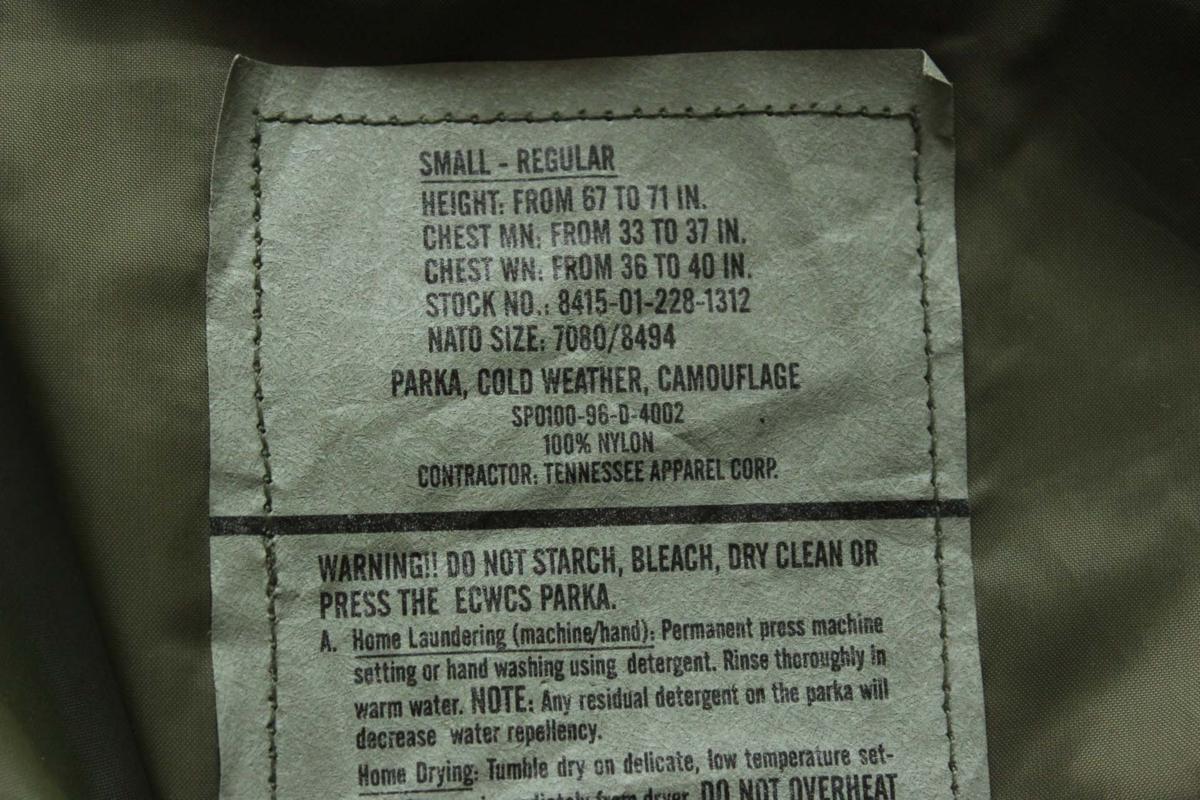 SMALL - REGULAR
HEIGHT: FROM 67 TO 71 IN.
CHEST MN: FROM 33 TO 37 IN.
CHEST WN: FROM 36 TO 40 IN.
STOCK NO.: 8415-01-228-1312
NATO SIZE: 7080/8494
PARKA, COLD WEATHER, CAMOUFLAGE
SP0100-96-D-4002
100% NYLON
CONTRACTOR: TENNESSEE APPAREL CORP.
WARNING!! DO NOT STARCH, BLEACH, DRY CLEAN OR
PRESS THE ECWCS PARKA.
A. Home Laundering (machine/hand): Permanent press machine
setting or hand washing using detergent. Rinse thoroughly in
warm water. NOTE: Any residual detergent on the parka will
decrease water repellency.
Home Drying: Tumble dry on delicate, low temperature set-
from dryer. DO NOT OVERHEAT